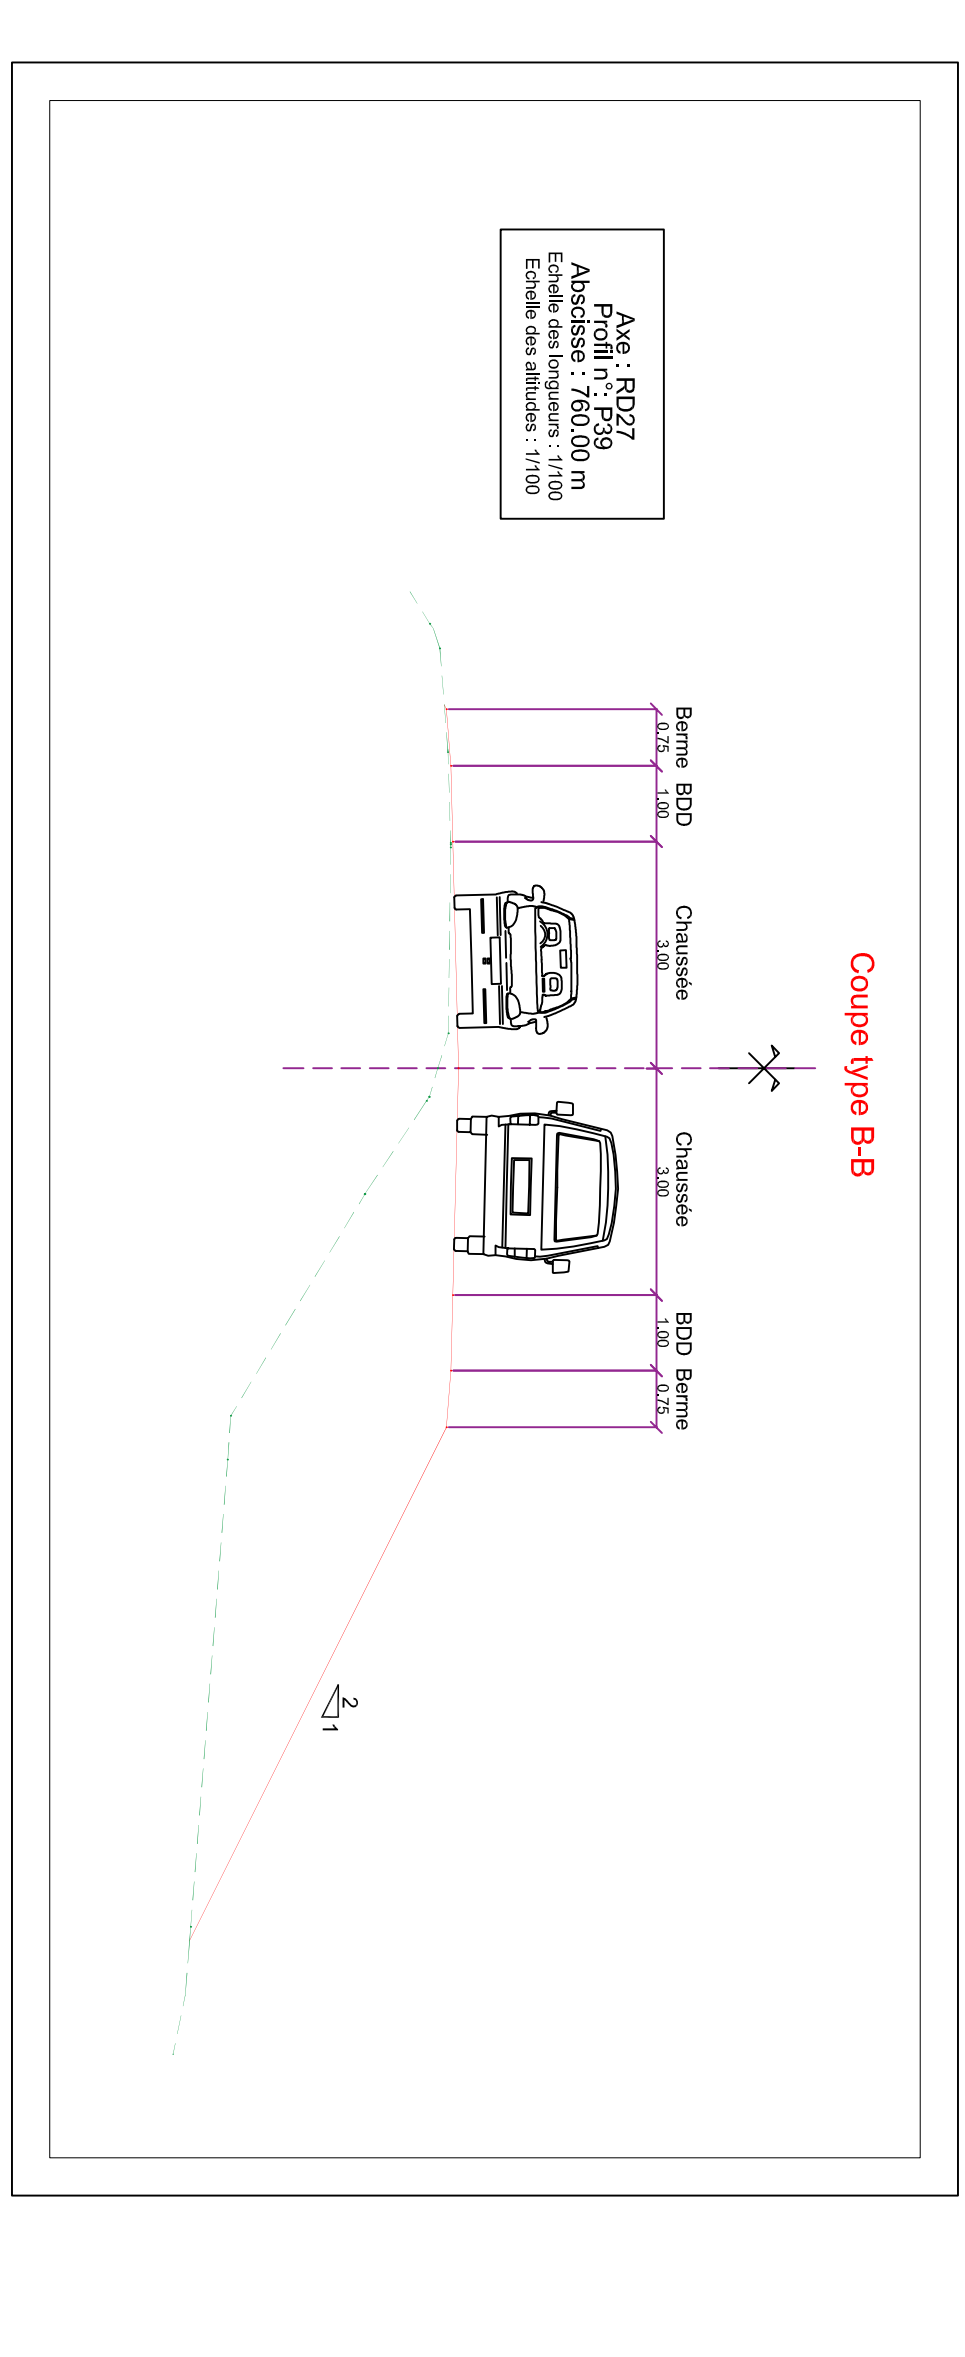 Coupe type B-B
Berme BDD Chaussée Chaussée BDD Berme
0.75 1.00 3.00 3.00 1.00 0.75
Axe : RD27
Profil n°: P39
Abscisse : 760.00 m
Echelle des longueurs : 1/100
Echelle des altitudes : 1/100
2
1